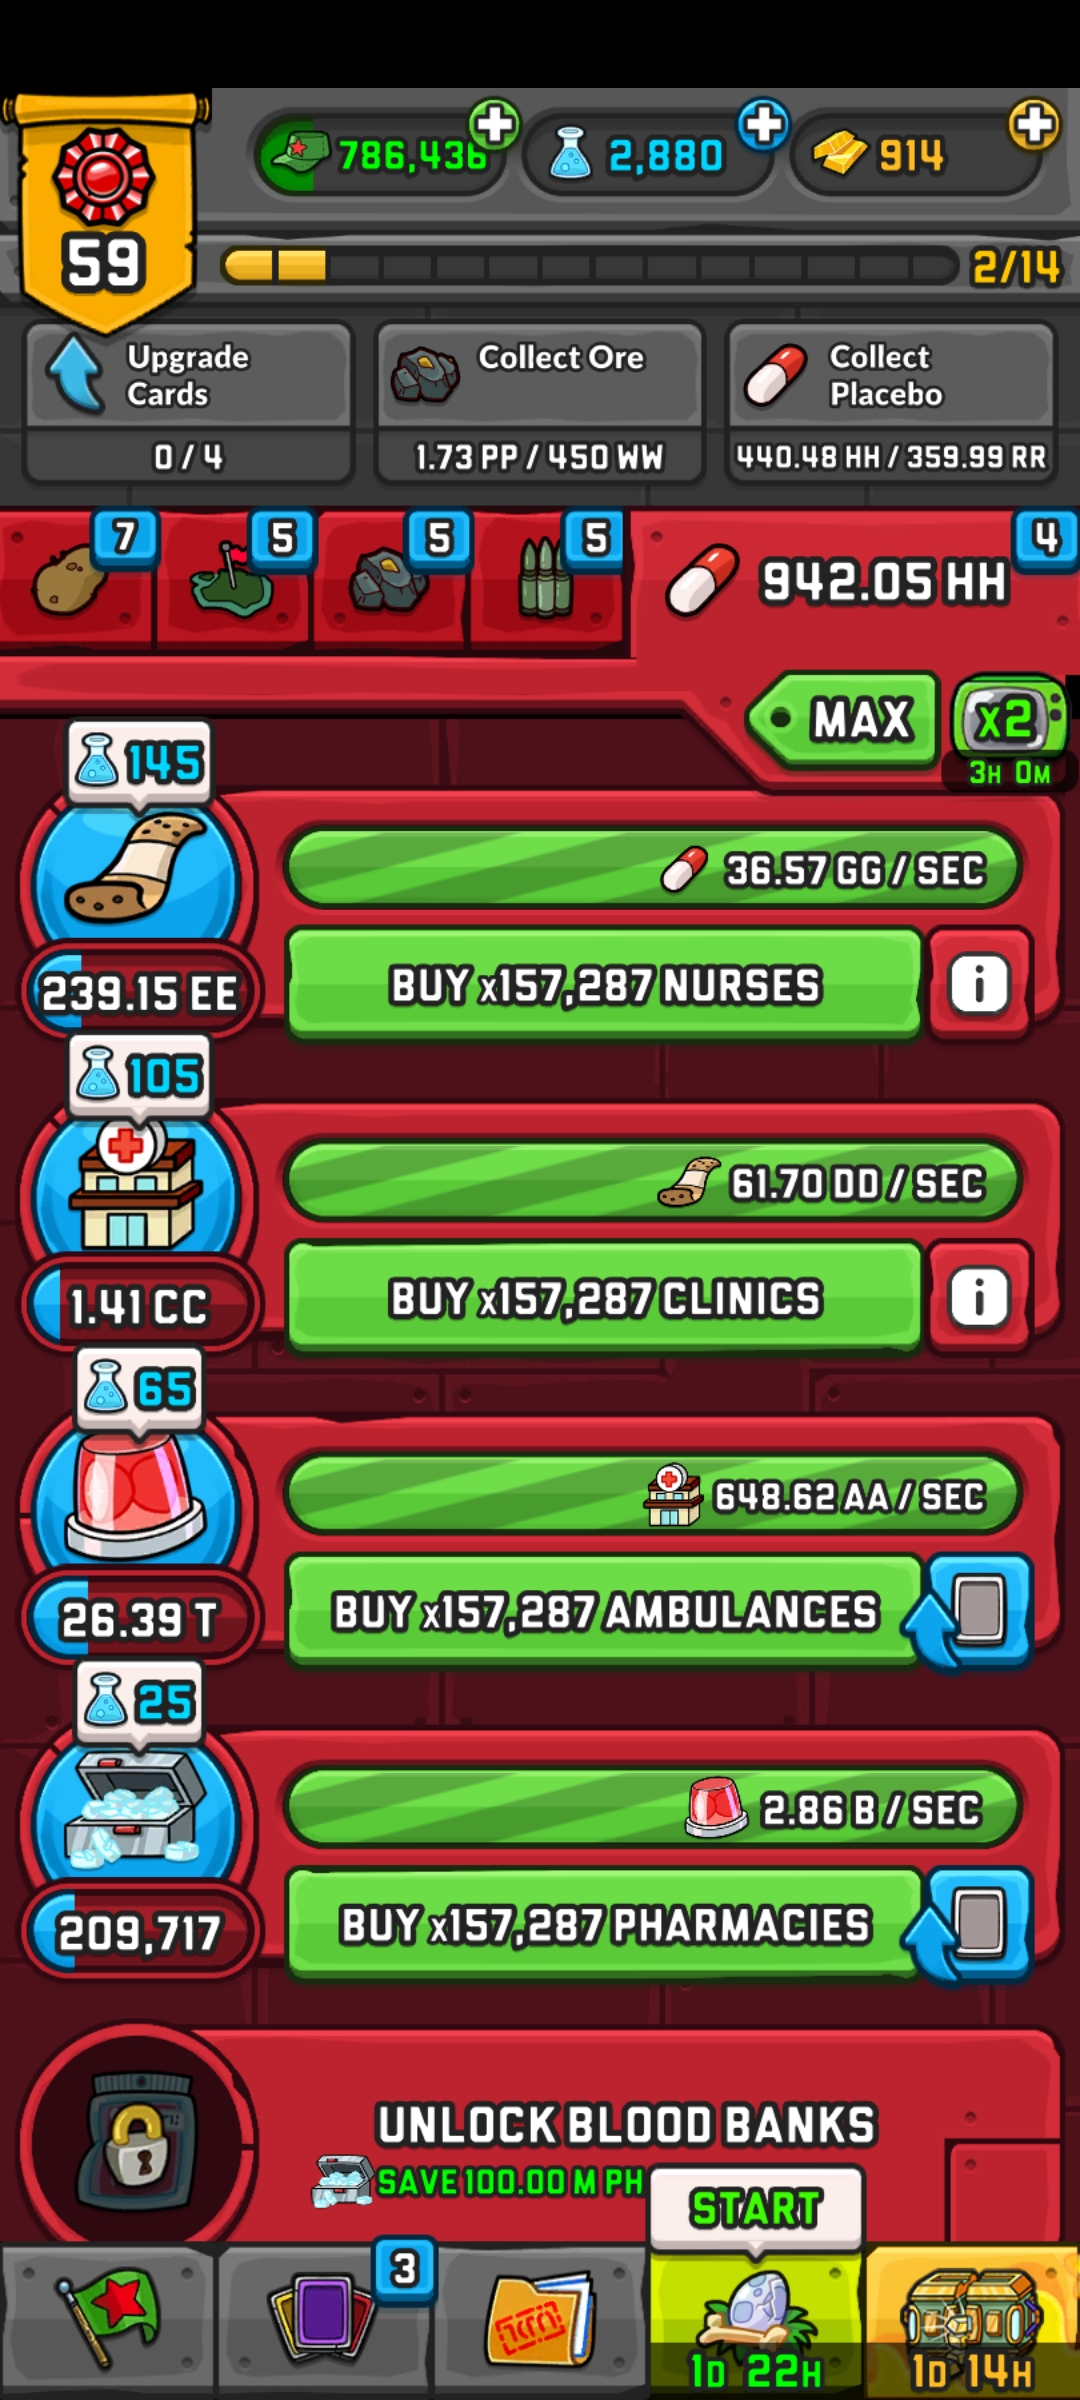 786,436
2,880
914
59
2/14
Upgrade
Cards
0 / 4
Collect Ore
1.73 PP / 450 WW
Collect
Placebo
440.48 HH / 359.99 RR
7
5
5
5
942.05 HH
4
MAX
x2
3H 0M
145
36.57 GG / SEC
239.15 EE
BUY x157,287 NURSES
i
105
61.70 DD / SEC
1.41 CC
BUY x157,287 CLINICS
i
65
648.62 AA / SEC
26.39 T
BUY x157,287 AMBULANCES
25
2.86 B / SEC
209,717
BUY x157,287 PHARMACIES
UNLOCK BLOOD BANKS
SAVE 100.00 M PH
START
3
1D 22H
1D 14H